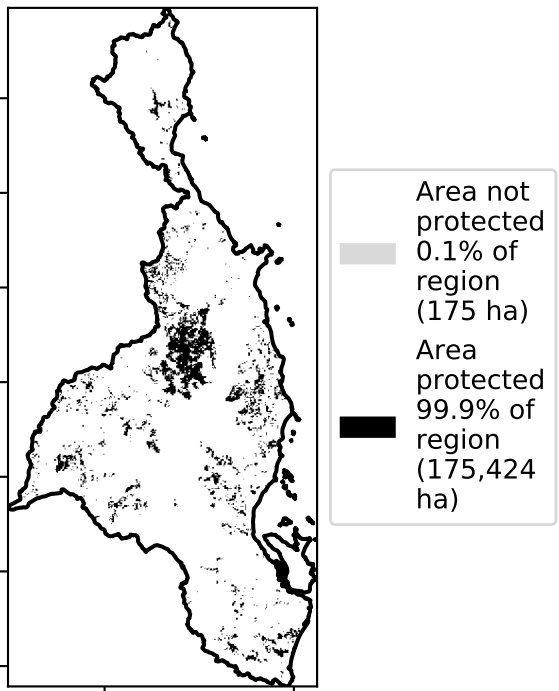 Area not
protected
0.1% of
region
(175 ha)
Area
protected
99.9% of
region
(175,424
ha)